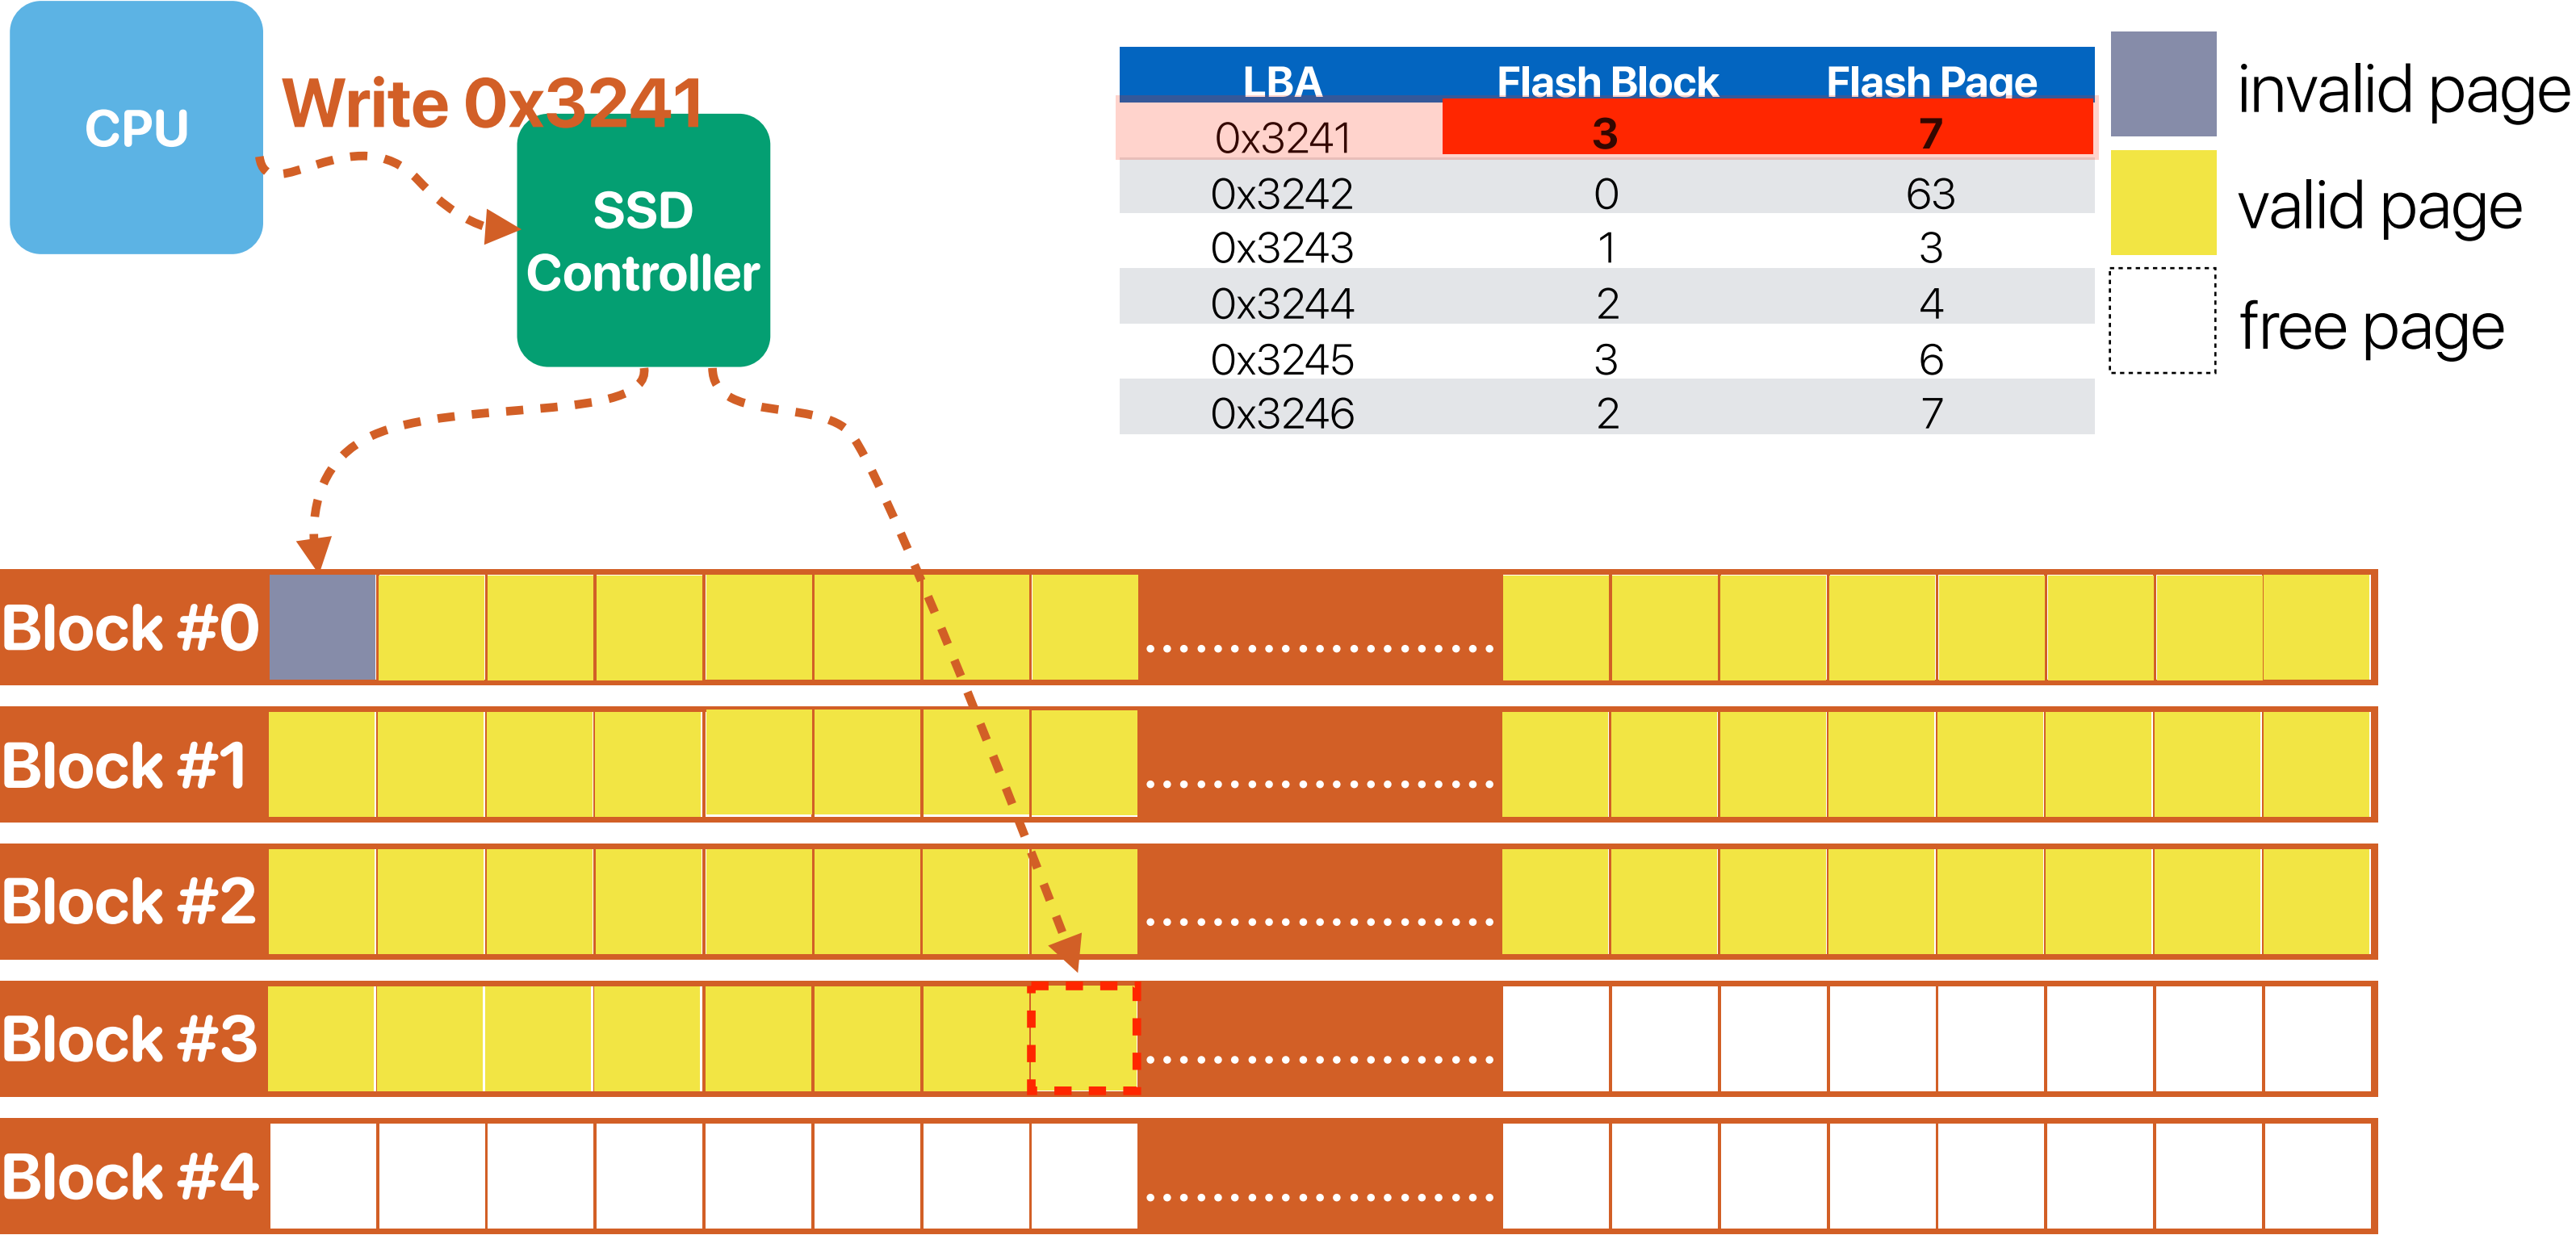 CPU
Write 0x3241
SSD
Controller
LBA Flash Block Flash Page
0x3241 3 7
0x3242 0 63
0x3243 1 3
0x3244 2 4
0x3245 3 6
0x3246 2 7
invalid page
valid page
free page
Block #0
Block #1
Block #2
Block #3
Block #4